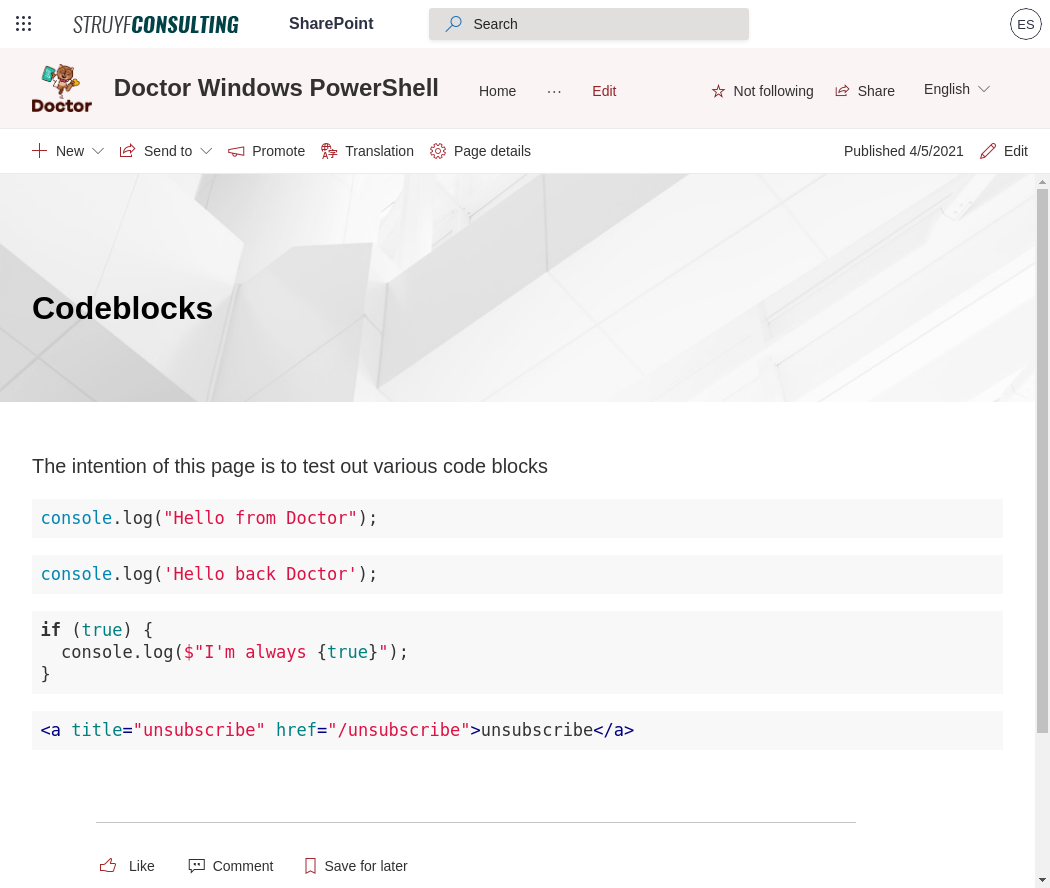 STRUYFCONSULTING SharePoint Search ES
Doctor Doctor Windows PowerShell Home ··· Edit Not following Share English
New Send to Promote Translation Page details Published 4/5/2021 Edit
Codeblocks
The intention of this page is to test out various code blocks
console.log("Hello from Doctor");
console.log('Hello back Doctor');
if (true) {
  console.log($"I'm always {true}");
}
<a title="unsubscribe" href="/unsubscribe">unsubscribe</a>
Like Comment Save for later